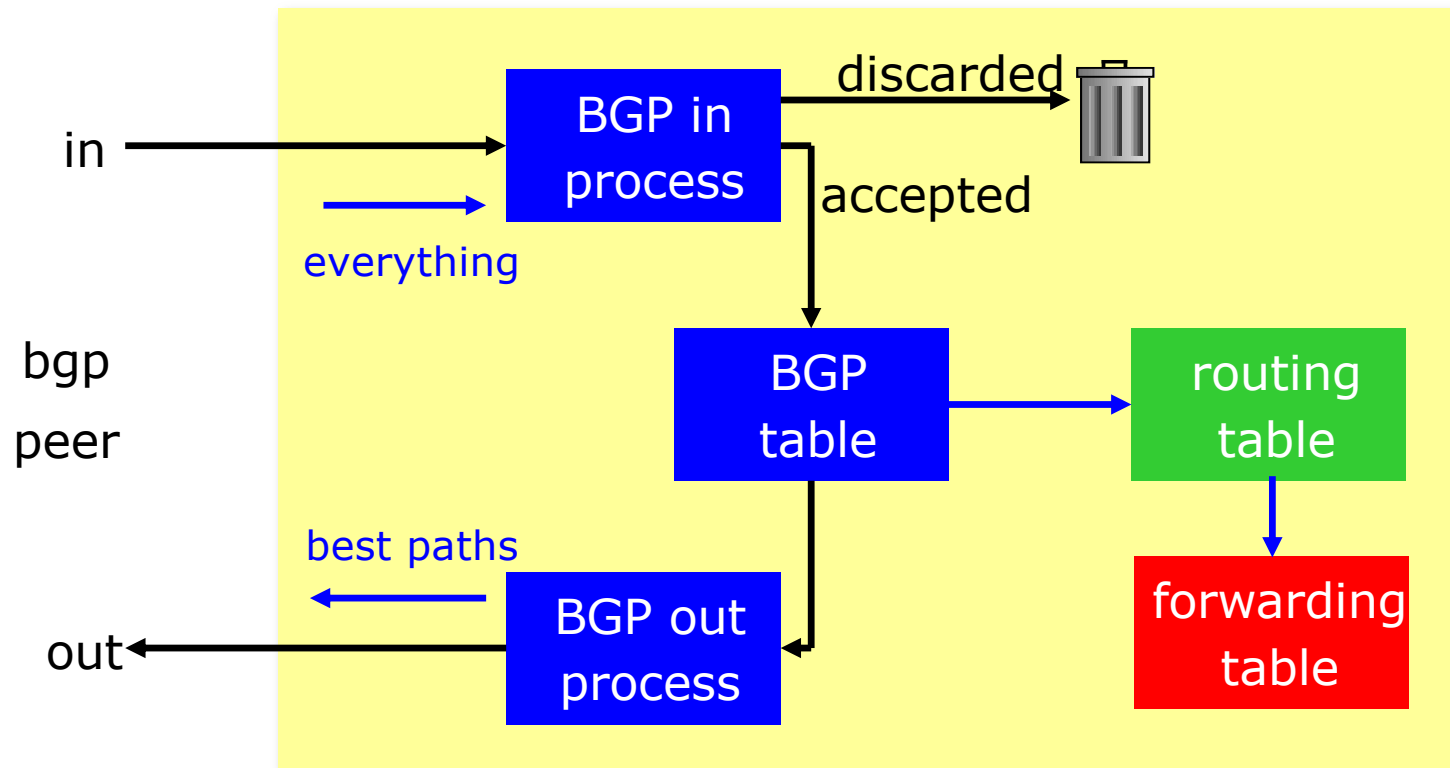 discarded
BGP in
process
in
accepted
everything
bgp
peer
BGP
table
routing
table
best paths
BGP out
process
out
forwarding
table